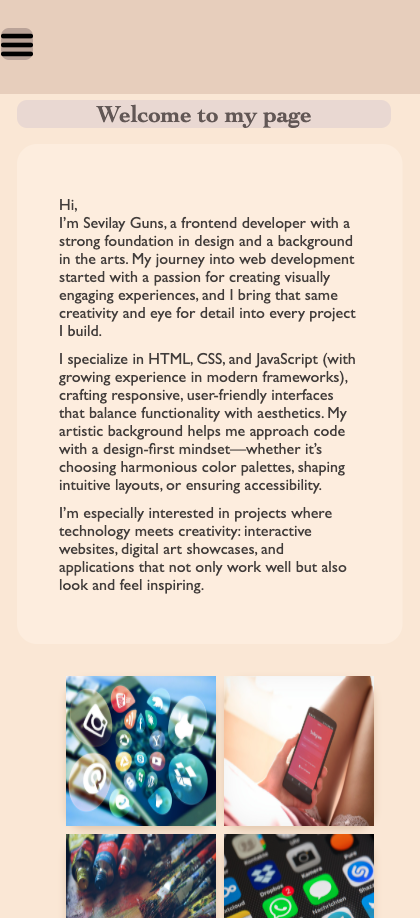 Welcome to my page
Hi,
I’m Sevilay Guns, a frontend developer with a
strong foundation in design and a background
in the arts. My journey into web development
started with a passion for creating visually
engaging experiences, and I bring that same
creativity and eye for detail into every project
I build.
I specialize in HTML, CSS, and JavaScript (with
growing experience in modern frameworks),
crafting responsive, user-friendly interfaces
that balance functionality with aesthetics. My
artistic background helps me approach code
with a design-first mindset—whether it’s
choosing harmonious color palettes, shaping
intuitive layouts, or ensuring accessibility.
I’m especially interested in projects where
technology meets creativity: interactive
websites, digital art showcases, and
applications that not only work well but also
look and feel inspiring.
Dropbox
Kamera
2
WhatsApp
Nachrichten